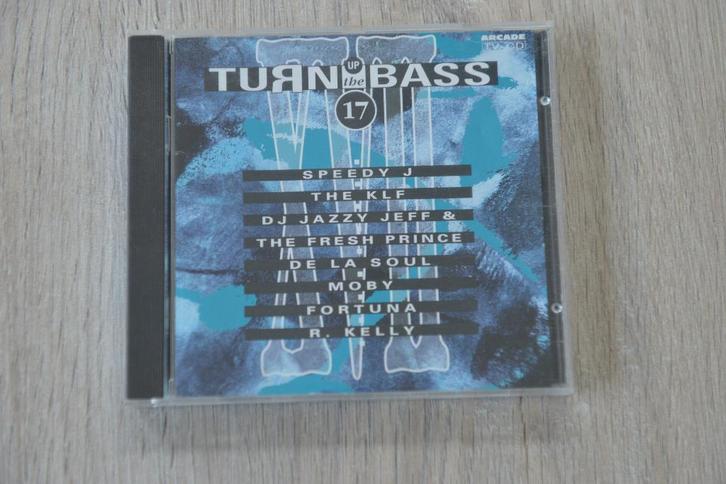 ARCADE
TV-CD
TURN UP the BASS
17
SPEEDY J
THE KLF
DJ JAZZY JEFF &
THE FRESH PRINCE
DE LA SOUL
MOBY
FORTUNA
R. KELLY